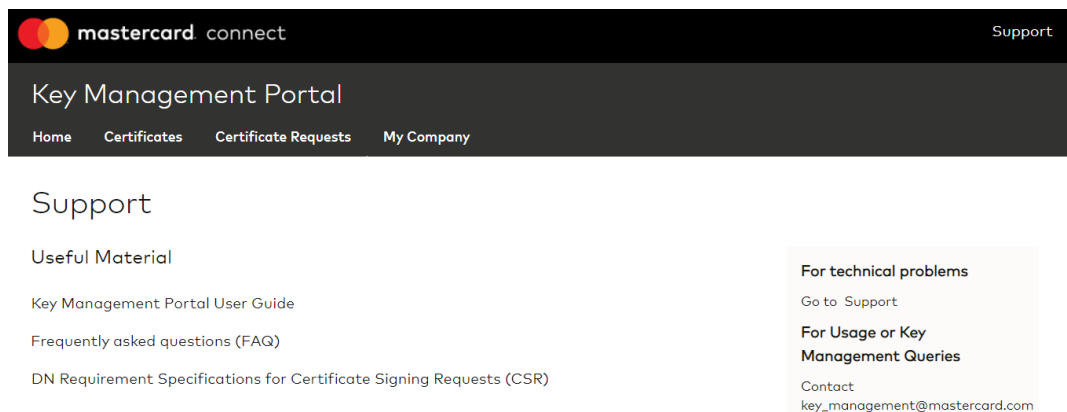 mastercard connect
Support
Key Management Portal
Home Certificates Certificate Requests My Company
Support
Useful Material
Key Management Portal User Guide
Frequently asked questions (FAQ)
DN Requirement Specifications for Certificate Signing Requests (CSR)
For technical problems
Go to Support
For Usage or Key
Management Queries
Contact
key_management@mastercard.com